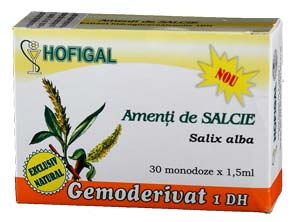 HOFIGAL
NOU
Amenţi de SALCIE
Salix alba
EXCLUSIV
NATURAL
30 monodoze x 1,5ml
Gemoderivat 1 DH